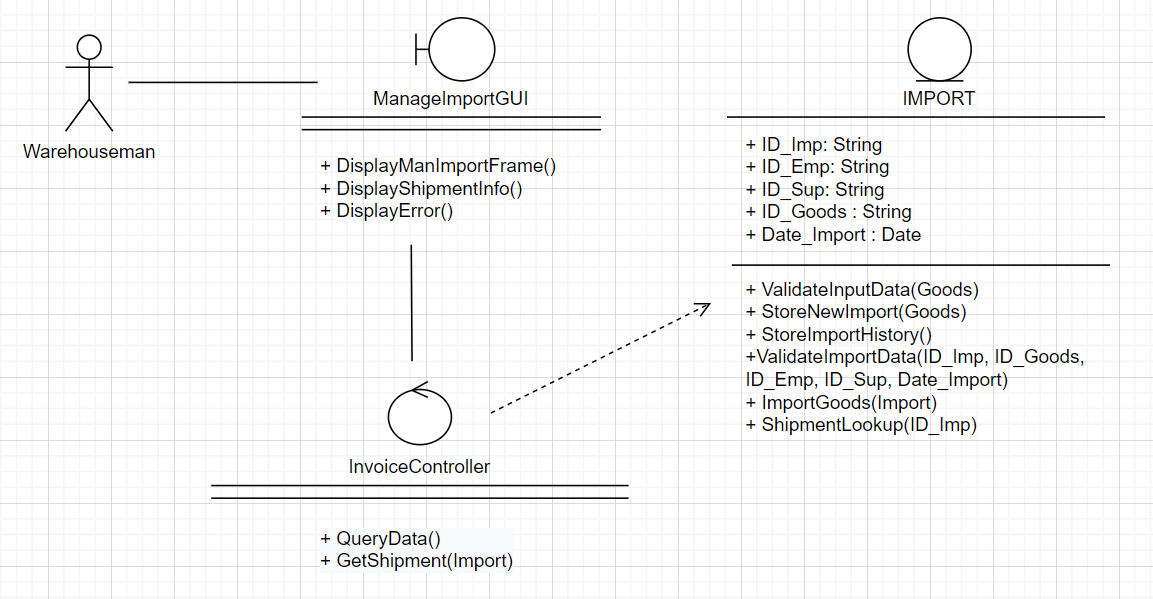 Warehouseman
ManageImportGUI
+ DisplayManImportFrame()
+ DisplayShipmentInfo()
+ DisplayError()
InvoiceController
+ QueryData()
+ GetShipment(Import)
IMPORT
+ ID_Imp: String
+ ID_Emp: String
+ ID_Sup: String
+ ID_Goods : String
+ Date_Import : Date
+ ValidateInputData(Goods)
+ StoreNewImport(Goods)
+ StoreImportHistory()
+ValidateImportData(ID_Imp, ID_Goods,
ID_Emp, ID_Sup, Date_Import)
+ ImportGoods(Import)
+ ShipmentLookup(ID_Imp)